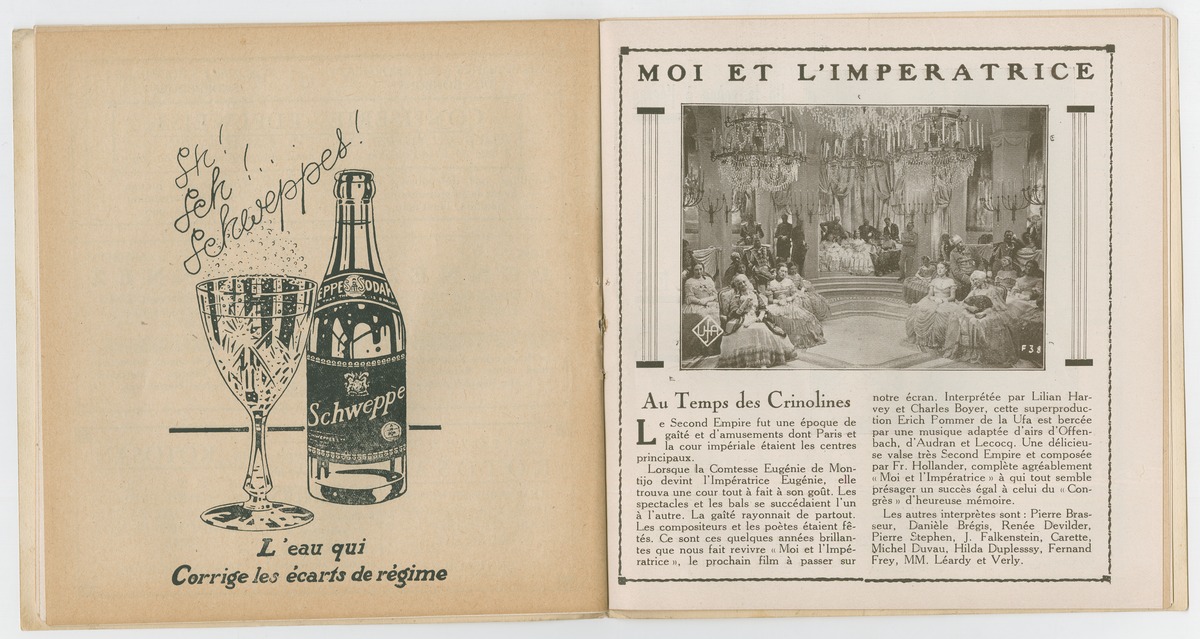 Sh!
Sch!..
Schweppes!
EPPES SODA
Schweppe
L'eau qui
Corrige les écarts de régime
MOI ET L'IMPERATRICE
Ufa
F38
Au Temps des Crinolines
Le Second Empire fut une époque de
gaîté et d'amusements dont Paris et
la cour impériale étaient les centres
principaux.
Lorsque la Comtesse Eugénie de Mon-
tijo devint l'Impératrice Eugénie, elle
trouva une cour tout à fait à son goût. Les
spectacles et les bals se succédaient l'un
à l'autre. La gaîté rayonnait de partout.
Les compositeurs et les poètes étaient fê-
tés. Ce sont ces quelques années brillan-
tes que nous fait revivre « Moi et l'Impé-
ratrice », le prochain film à passer sur
notre écran. Interprétée par Lilian Har-
vey et Charles Boyer, cette superproduc-
tion Erich Pommer de la Ufa est bercée
par une musique adaptée d'airs d'Offen-
bach, d'Audran et Lecocq. Une délicieu-
se valse très Second Empire et composée
par Fr. Hollander, complète agréablement
« Moi et l'Impératrice » à qui tout semble
présager un succès égal à celui du « Con-
grès » d'heureuse mémoire.
Les autres interprètes sont : Pierre Bras-
seur, Danièle Brégis, Renée Devilder,
Pierre Stephen, J. Falkenstein, Carette,
Michel Duvau, Hilda Duplesssy, Fernand
Frey, MM. Léardy et Verly.